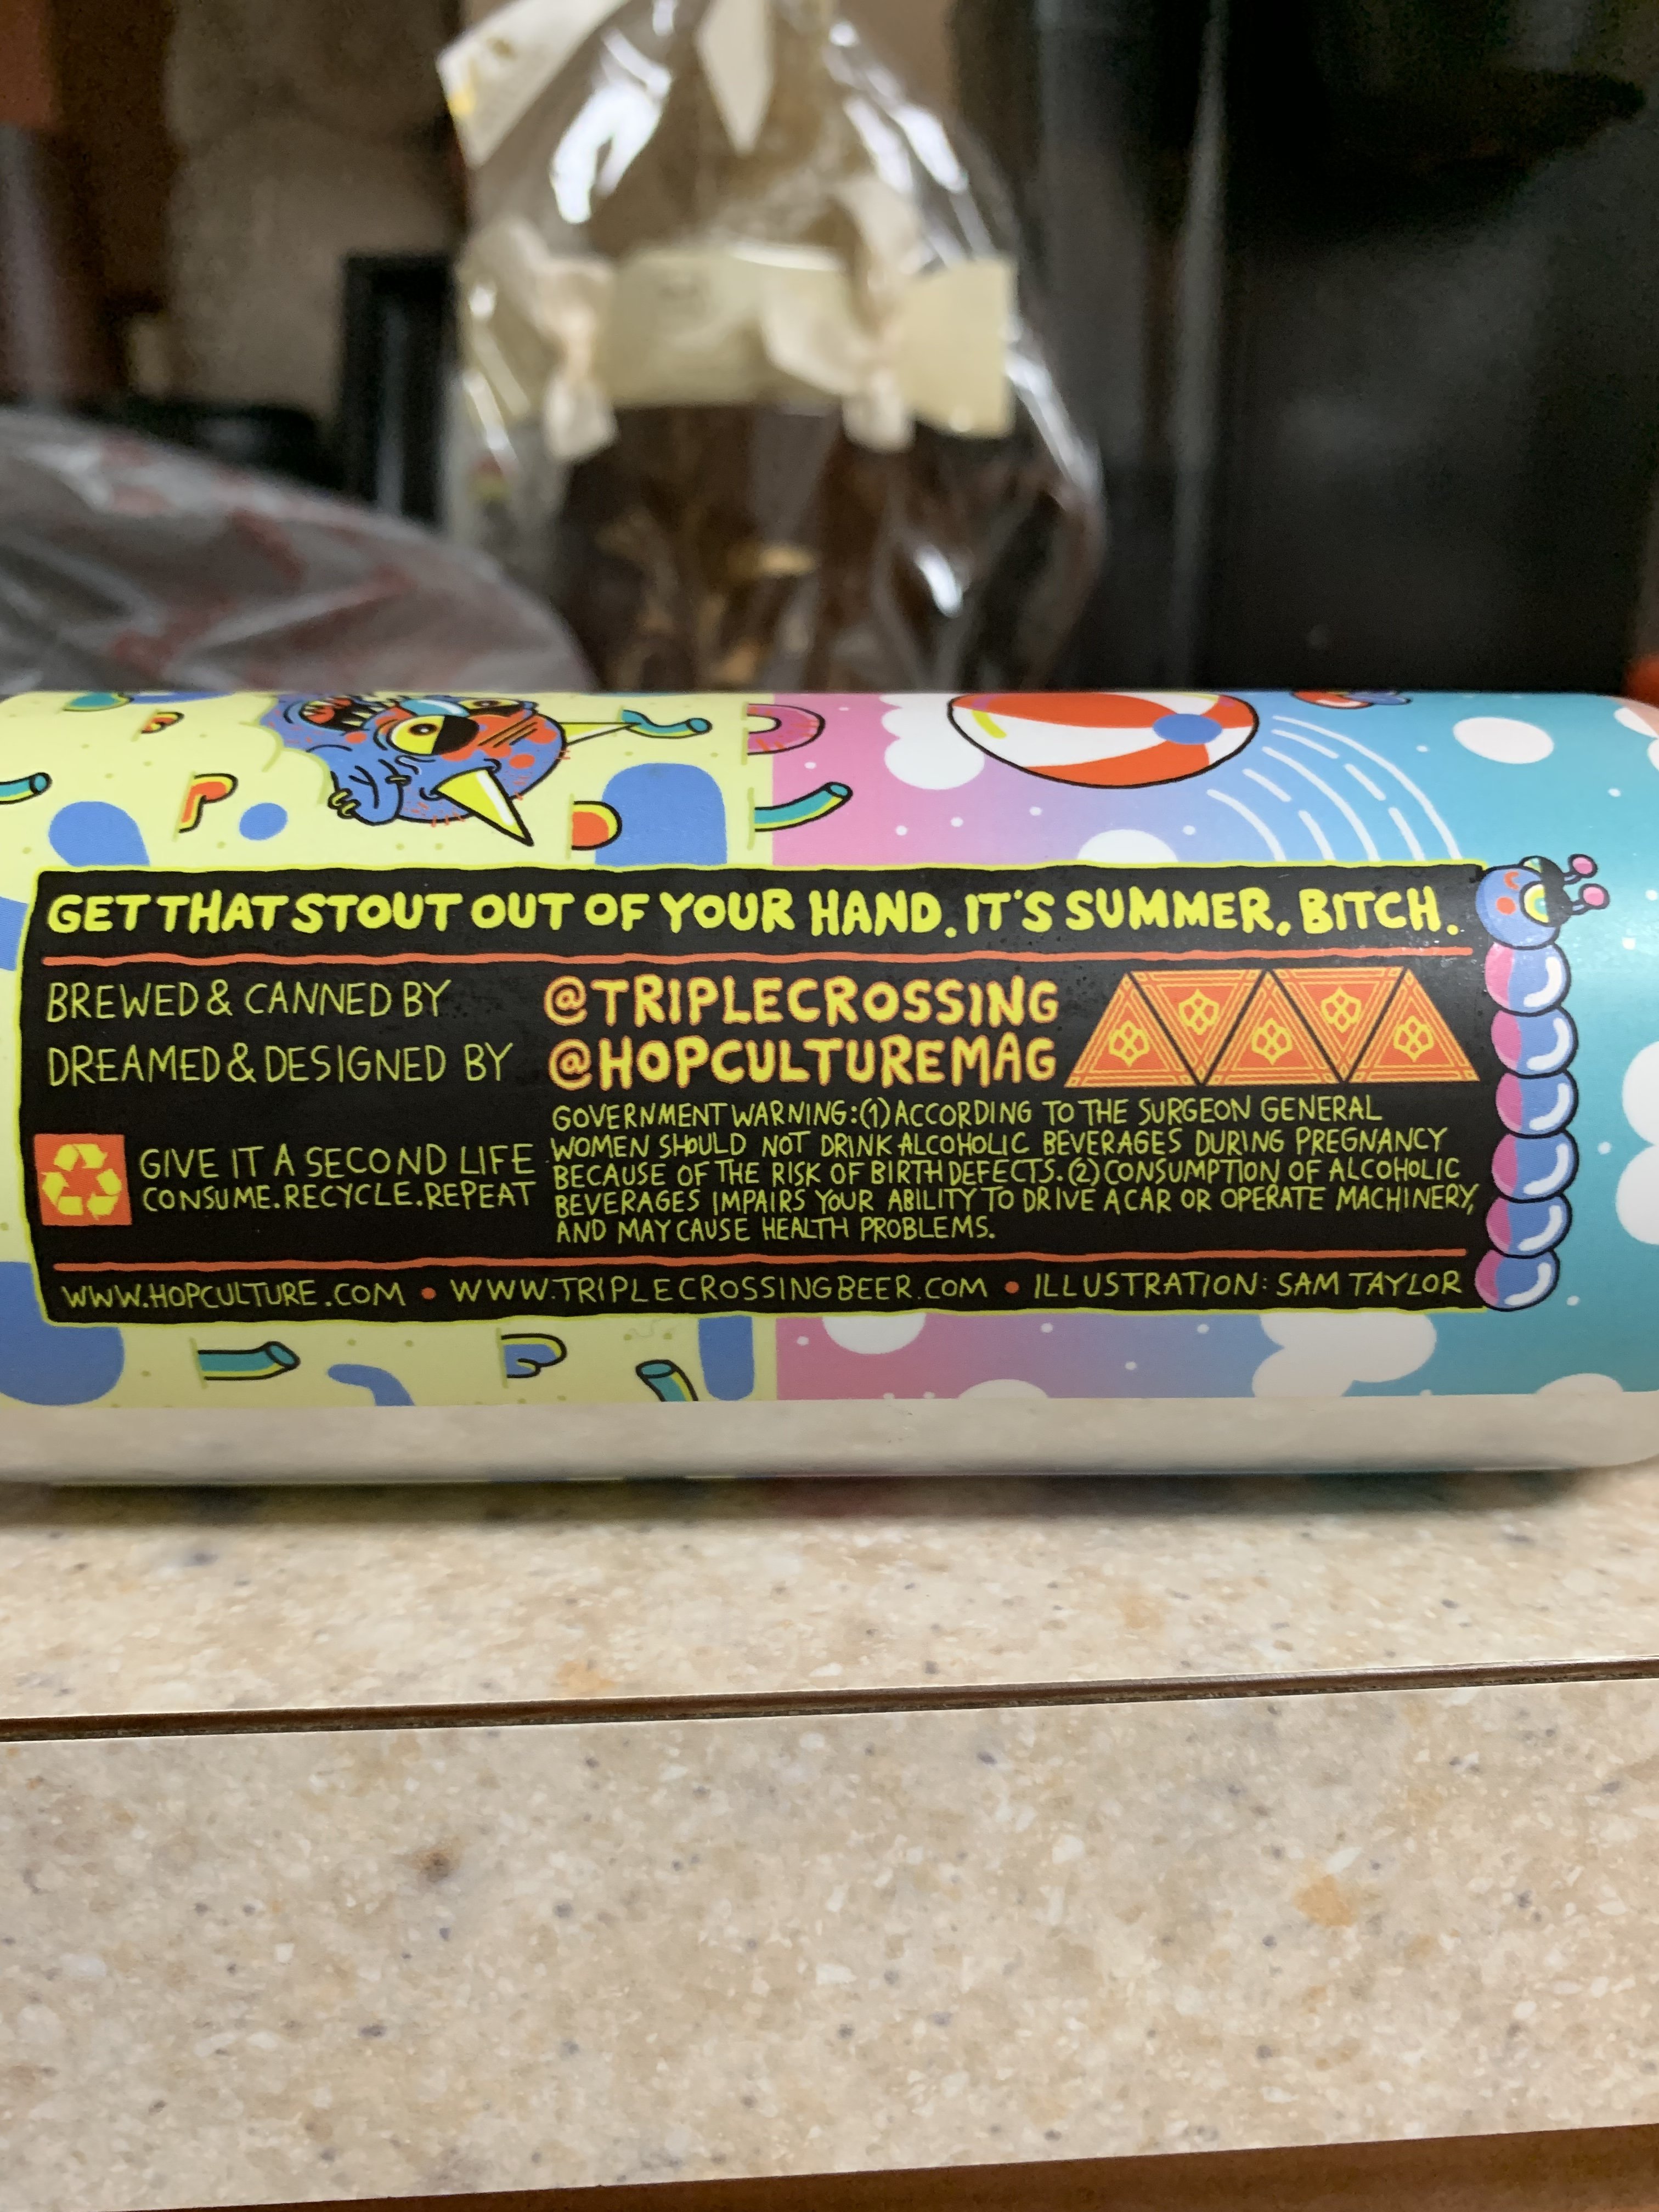 GET THAT STOUT OUT OF YOUR HAND. IT'S SUMMER, BITCH.
BREWED & CANNED BY @TRIPLECROSSING
DREAMED & DESIGNED BY @HOPCULTUREMAG
GIVE IT A SECOND LIFE
CONSUME.RECYCLE.REPEAT
GOVERNMENT WARNING:(1) ACCORDING TO THE SURGEON GENERAL
WOMEN SHOULD NOT DRINK ALCOHOLIC BEVERAGES DURING PREGNANCY
BECAUSE OF THE RISK OF BIRTH DEFECTS. (2) CONSUMPTION OF ALCOHOLIC
BEVERAGES IMPAIRS YOUR ABILITY TO DRIVE A CAR OR OPERATE MACHINERY,
AND MAY CAUSE HEALTH PROBLEMS.
WWW.HOPCULTURE.COM • WWW.TRIPLECROSSINGBEER.COM • ILLUSTRATION: SAM TAYLOR